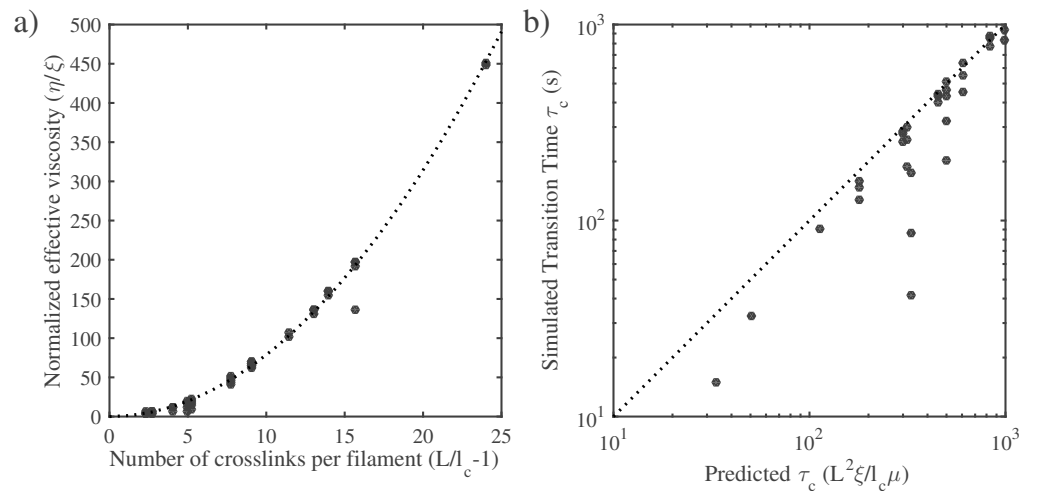 a)
Normalized effective viscosity (η/ξ)
500
450
400
350
300
250
200
150
100
50
0
0 5 10 15 20 25
Number of crosslinks per filament (L/l_c-1)
b)
Simulated Transition Time τ_c (s)
10^3
10^2
10^1
10^1 10^2 10^3
Predicted τ_c (L^2ξ/l_cμ)